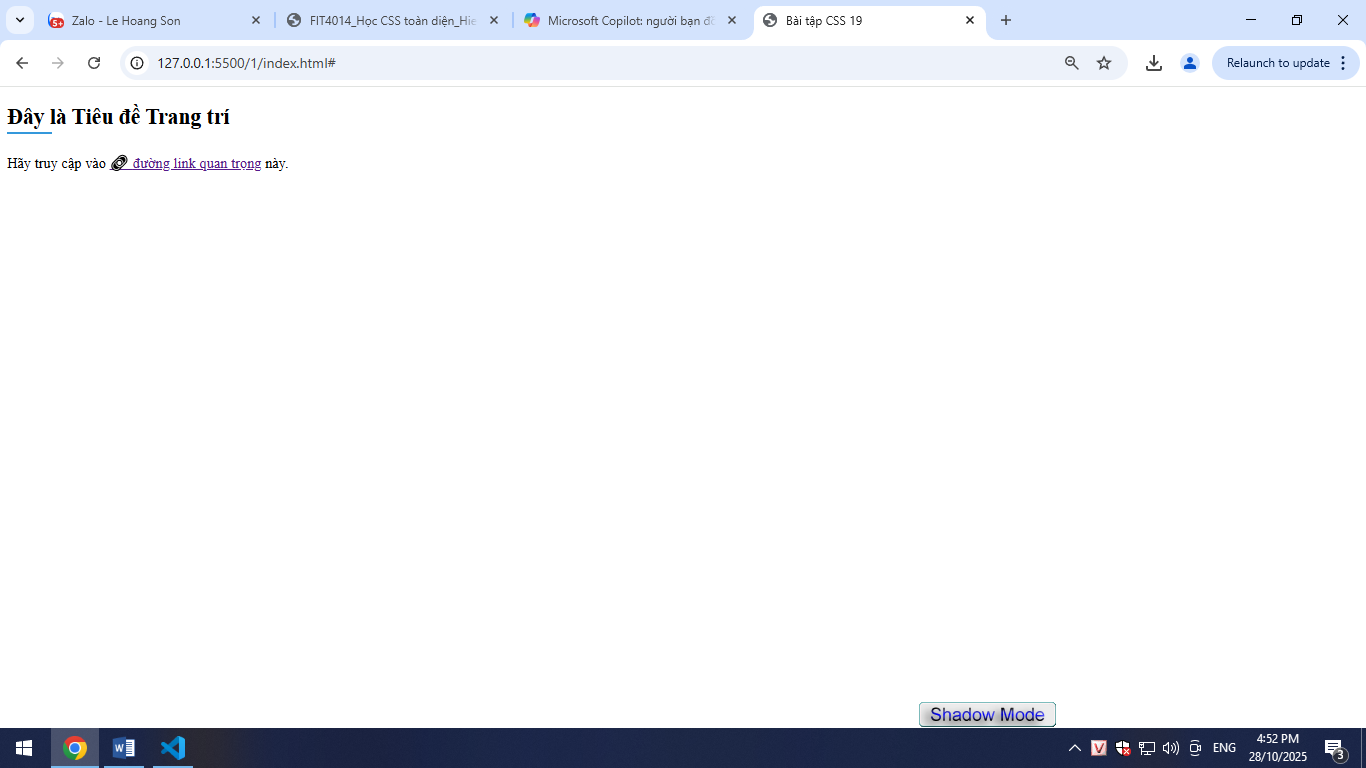 Zalo - Le Hoang Son
FIT4014_Học CSS toàn diện_Hie
Microsoft Copilot: người bạn đồ
Bài tập CSS 19
127.0.0.1:5500/1/index.html#
Relaunch to update
Đây là Tiêu đề Trang trí
Hãy truy cập vào đường link quan trọng này.
Shadow Mode
ENG
4:52 PM
28/10/2025
3